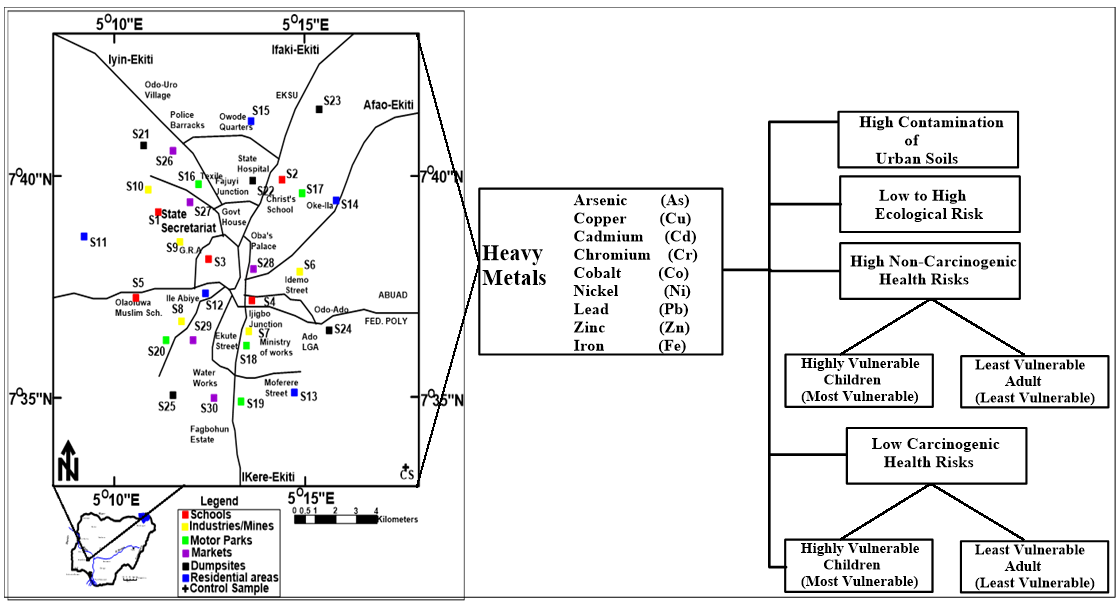 5°10"E
5°15"E
Iyin-Ekiti
Ifaki-Ekiti
Odo-Uro
Village
EKSU
S23
Afao-Ekiti
Police
Barracks
Owode
Quarters
S15
S21
S26
State
Hospital
7°40"N
7°40"N
S10
S16
Texile
Fajuyi
Junction
S22
S2
S17
Christ's
School
Oke-Ila
S14
S1
State
Secretariat
S27
Govt
House
S11
S9
G.R.A
Oba's
Palace
S3
S28
S6
Idemo
Street
S5
Olaoluwa
Muslim Sch.
Ile Abiye
S12
S4
ABUAD
Odo-Ado
S8
Ijigbo
Junction
FED. POLY
S29
S7
S24
Ekute
Street
Ministry
of works
Ado
LGA
S20
S18
Water
Works
Moferere
Street
S13
7°35"N
7°35"N
S25
S30
S19
Fagbohun
Estate
N
IKere-Ekiti
CS
5°10"E
5°15"E
Legend
Schools
Industries/Mines
Motor Parks
Markets
Dumpsites
Residential areas
Control Sample
0 0.5 1 2 3 4
Kilometers
Heavy
Metals
Arsenic (As)
Copper (Cu)
Cadmium (Cd)
Chromium (Cr)
Cobalt (Co)
Nickel (Ni)
Lead (Pb)
Zinc (Zn)
Iron (Fe)
High Contamination
of
Urban Soils
Low to High
Ecological Risk
High Non-Carcinogenic
Health Risks
Highly Vulnerable
Children
(Most Vulnerable)
Least Vulnerable
Adult
(Least Vulnerable)
Low Carcinogenic
Health Risks
Highly Vulnerable
Children
(Most Vulnerable)
Least Vulnerable
Adult
(Least Vulnerable)